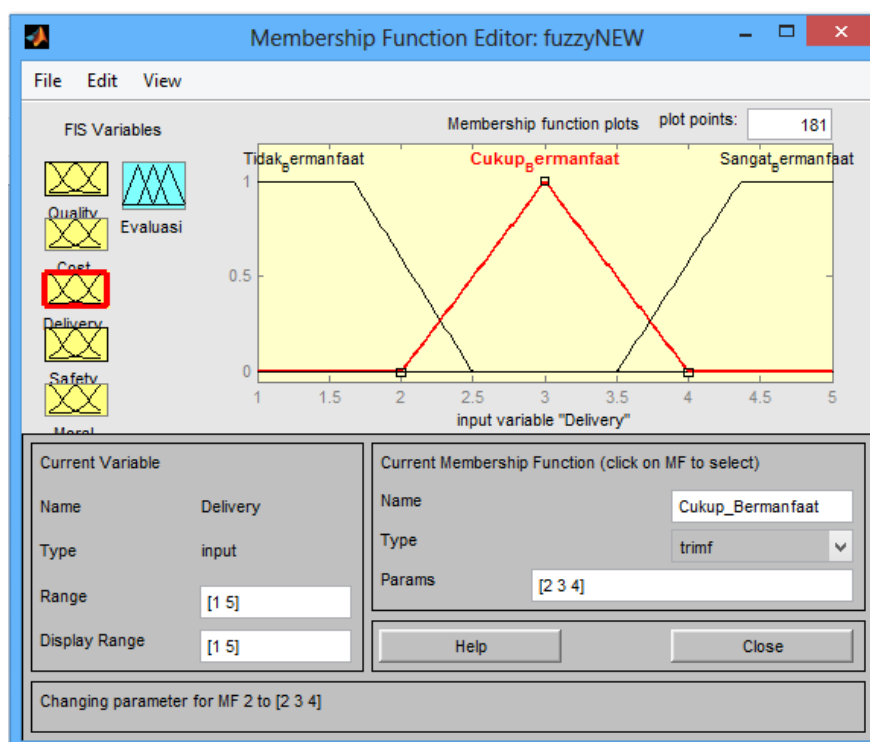 Membership Function Editor: fuzzyNEW
File Edit View
FIS Variables
Membership function plots plot points: 181
Quality
Cost
Delivery
Safety
Moral
Evaluasi
Tidak_Bermanfaat Cukup_Bermanfaat Sangat_Bermanfaat
1
0.5
0
1 1.5 2 2.5 3 3.5 4 4.5 5
input variable "Delivery"
Current Variable
Name Delivery
Type input
Range [1 5]
Display Range [1 5]
Current Membership Function (click on MF to select)
Name Cukup_Bermanfaat
Type trimf
Params [2 3 4]
Help Close
Changing parameter for MF 2 to [2 3 4]